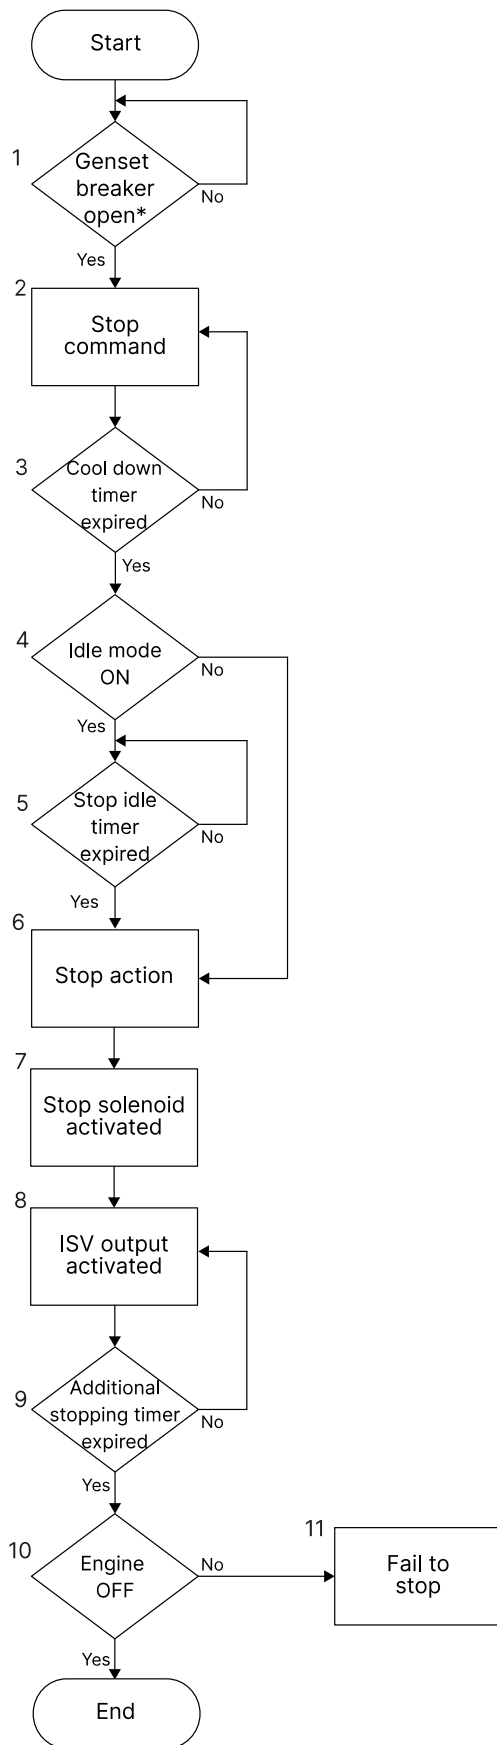 Start
1
Genset
breaker
open*
No
Yes
2
Stop
command
3
Cool down
timer
expired
No
Yes
4
Idle mode
ON
No
Yes
5
Stop idle
timer
expired
No
Yes
6
Stop action
7
Stop solenoid
activated
8
ISV output
activated
9
Additional
stopping timer
expired
No
Yes
10
Engine
OFF
No
11
Fail to
stop
Yes
End